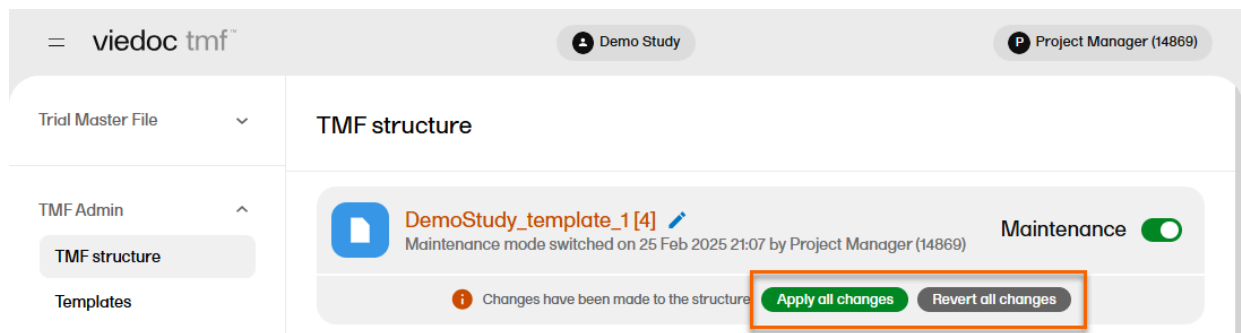 viedoc tmf™
Demo Study
P Project Manager (14869)
Trial Master File
TMF structure
TMF Admin
TMF structure
Templates
DemoStudy_template_1 [4]
Maintenance mode switched on 25 Feb 2025 21:07 by Project Manager (14869)
Maintenance
Changes have been made to the structure
Apply all changes
Revert all changes